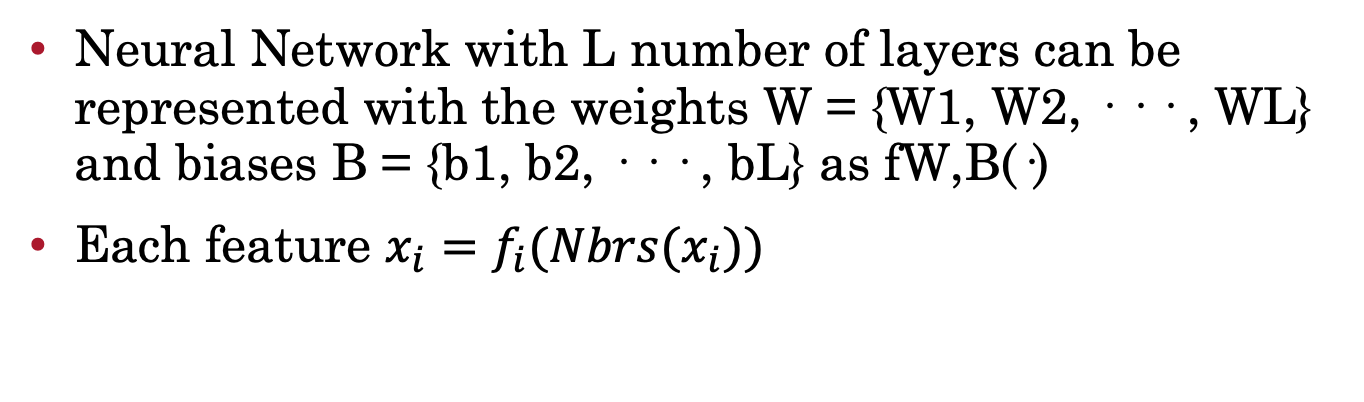 • Neural Network with L number of layers can be
represented with the weights W = {W1, W2, · · · , WL}
and biases B = {b1, b2, · · · , bL} as fW,B( ·)
• Each feature xᵢ = fᵢ(Nbrs(xᵢ))